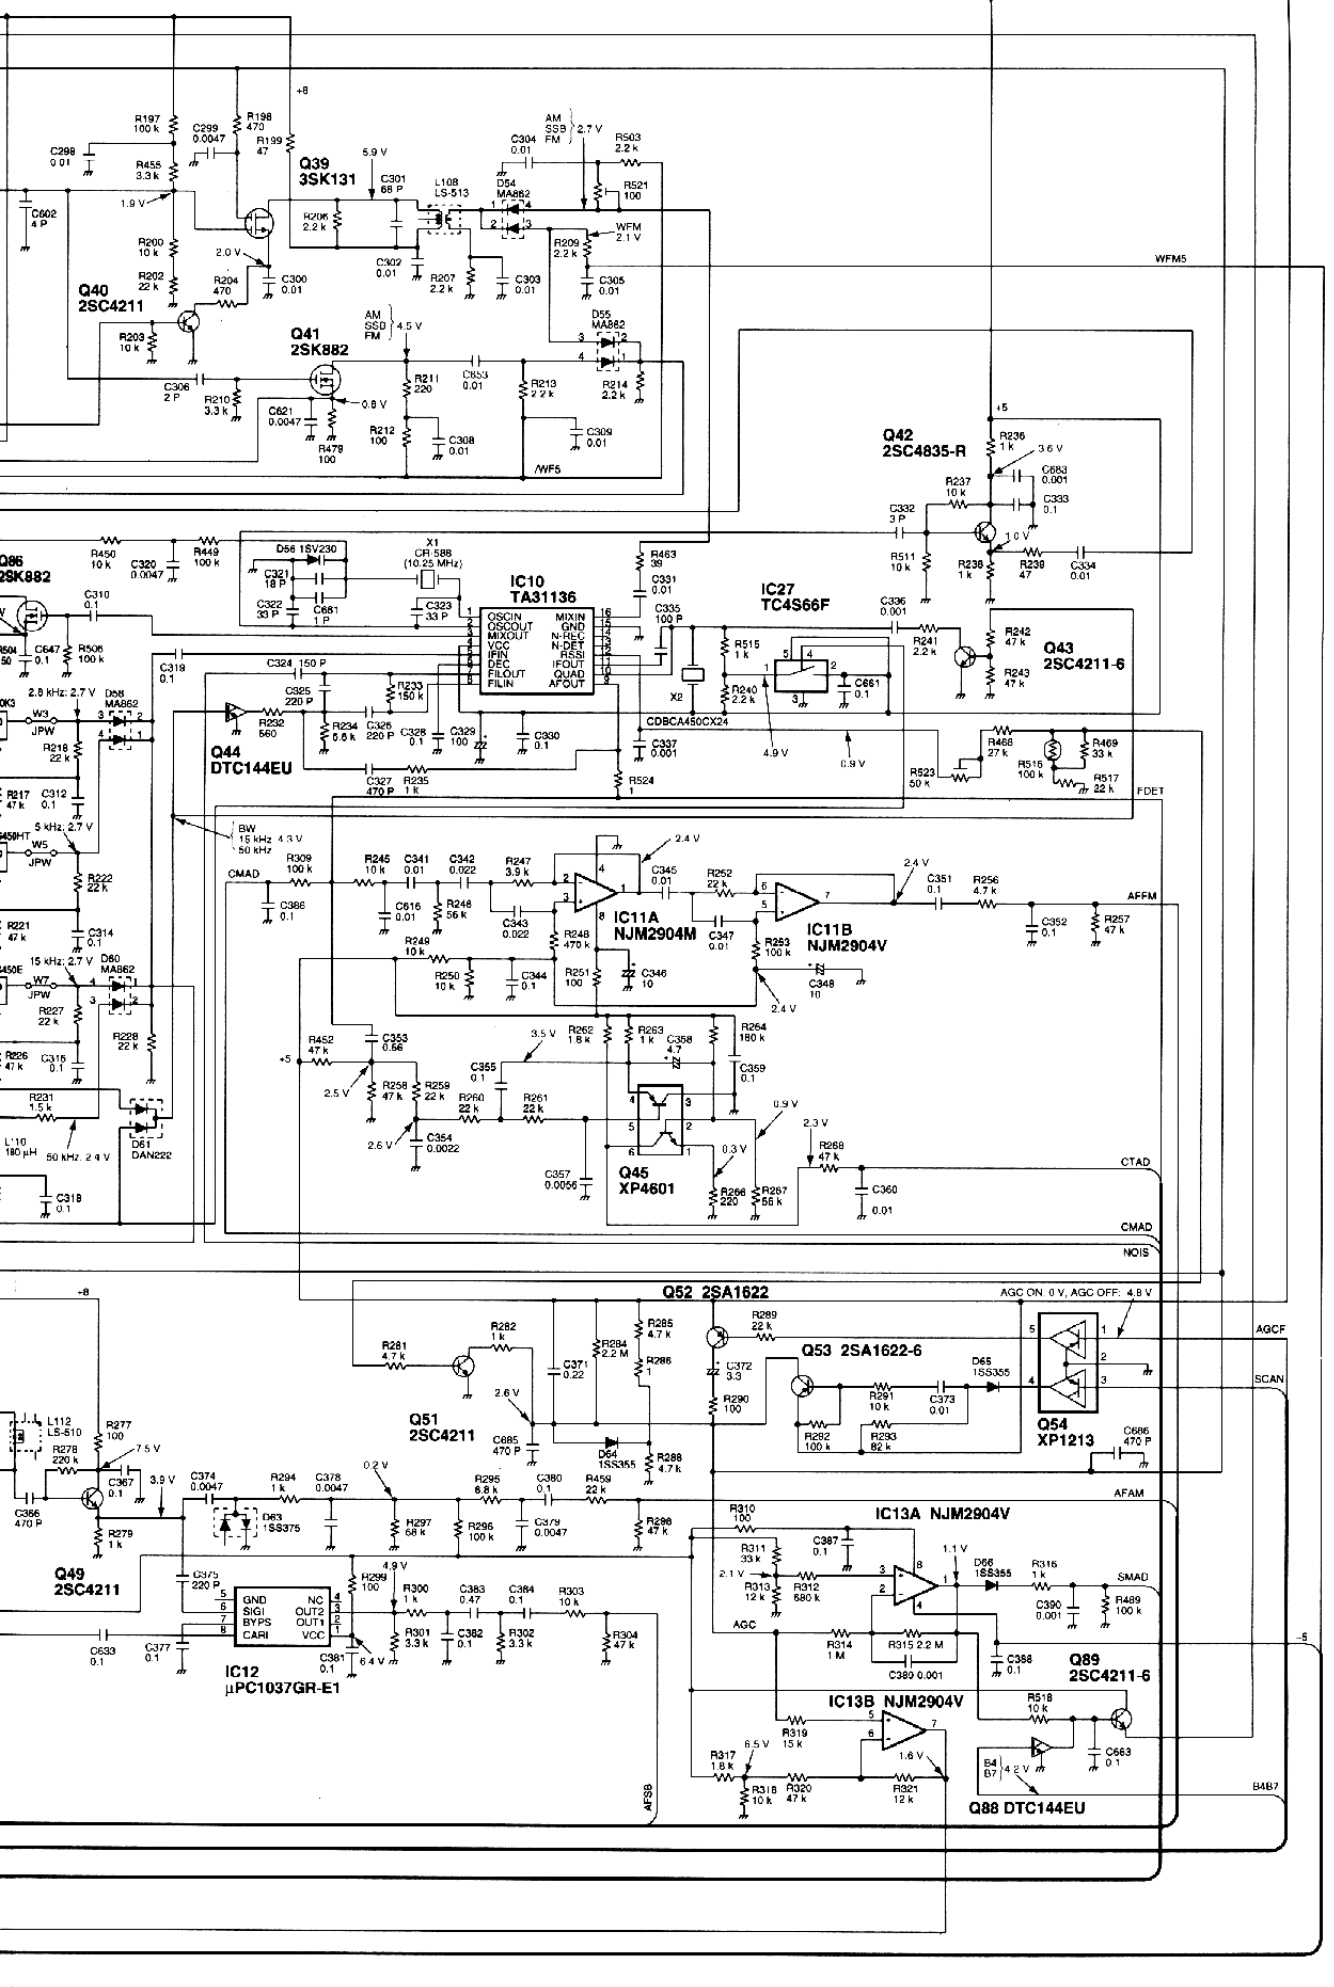 +8
R197
100 k
C299
0.0047
R198
470
R199
47
C298
0.01
R455
3.3 k
1.9 V
C602
4 P
R200
10 k
R202
22 k
2.0 V
R204
470
C300
0.01
Q39
3SK131
5.9 V
C301
68 P
R206
2.2 k
C302
0.01
L108
LS-513
R207
2.2 k
C303
0.01
C304
0.01
D54
MA862
1
4
2
3
AM
SSB
FM
2.7 V
R503
2.2 k
R521
100
WFM
2.1 V
R209
2.2 k
C305
0.01
WFM5
Q40
2SC4211
R203
10 k
Q41
2SK882
AM
SSB
FM
4.5 V
D55
MA862
3
2
4
1
C306
2 P
R210
3.3 k
C621
0.0047
0.8 V
R479
100
R211
220
R212
100
C308
0.01
C653
0.01
R213
2.2 k
C309
0.01
R214
2.2 k
/WF5
+5
Q42
2SC4835-R
R236
1 k
3.6 V
C683
0.001
R237
10 k
C333
0.1
C332
3 P
R511
10 k
1.0 V
R238
1 k
R239
47
C334
0.01
Q86
2SK882
R450
10 k
C320
0.0047
R449
100 k
D56 1SV230
C321
18 P
C322
33 P
C661
1 P
X1
CR-588
(10.25 MHz)
C323
33 P
C310
0.1
C647
0.1
R506
100 k
C319
0.1
IC10
TA31136
OSCIN
OSCOUT
MIXOUT
VCC
IFIN
DEC
FILOUT
FILIN
MIXIN
GND
N-REC
N-DET
RSSI
IFOUT
QUAD
AFOUT
R463
39
C331
0.01
C335
100 P
IC27
TC4S66F
R515
1 k
R240
2.2 k
5
4
1
2
3
C661
0.1
4.9 V
X2
CDBCA450CX24
C336
0.001
R241
2.2 k
Q43
2SC4211-6
R242
47 k
R243
47 k
C324 150 P
C325
220 P
R233
150 k
R234
5.6 k
C326
220 P
C328
0.1
C329
100
C330
0.1
C337
0.001
0.9 V
R468
27 k
R523
50 k
R516
100 k
R469
33 k
R517
22 k
FDET
2.8 kHz: 2.7 V
D58
MA862
W3
JPW
R218
22 k
Q44
DTC144EU
R232
560
C327
470 P
R235
1 k
R524
1
R217
47 k
C312
0.1
5 kHz: 2.7 V
W5
JPW
R222
22 k
R221
47 k
C314
0.1
15 kHz: 2.7 V
D60
MA862
W7
JPW
R227
22 k
R226
47 k
C316
0.1
R228
22 k
BW
15 kHz
50 kHz
4.3 V
CMAD
R309
100 k
C386
0.1
R245
10 k
C341
0.01
C342
0.022
R247
3.9 k
C616
0.01
R246
56 k
C343
0.022
IC11A
NJM2904M
2.4 V
C345
0.01
R252
22 k
C347
0.01
IC11B
NJM2904V
2.4 V
C351
0.1
R256
4.7 k
C352
0.1
R257
47 k
AFFM
R249
10 k
R250
10 k
C344
0.1
R248
470 k
R251
100
C346
10
R253
100 k
C348
10
2.4 V
+5
R452
47 k
C353
0.56
2.5 V
R258
47 k
R259
22 k
2.6 V
C354
0.0022
R260
22 k
R261
22 k
C355
0.1
3.5 V
R262
1.8 k
R263
1 k
C358
4.7
R264
180 k
C359
0.1
C357
0.0056
Q45
XP4601
4
3
5
2
6
1
0.9 V
0.3 V
R266
220
R267
56 k
2.3 V
R268
47 k
C360
0.01
CTAD
CMAD
NOIS
R231
1.5 k
50 kHz: 2.4 V
180 µH
D61
DAN222
C318
0.1
+8
L112
LS-510
R277
100
R278
220 k
7.5 V
C367
0.1
C366
470 P
R279
1 k
Q49
2SC4211
3.9 V
C374
0.0047
D63
1SS375
R294
1 k
C378
0.0047
0.2 V
R297
68 k
R296
100 k
R295
6.8 k
C379
0.0047
C380
0.1
R459
22 k
R298
47 k
AFAM
R281
4.7 k
R282
1 k
Q51
2SC4211
2.6 V
C685
470 P
C371
0.22
R284
2.2 M
R285
4.7 k
R286
1
D64
1SS355
R288
4.7 k
Q52 2SA1622
R289
22 k
C372
3.3
R290
100
Q53 2SA1622-6
R292
100 k
R291
10 k
R293
82 k
C373
0.01
D65
1SS355
AGC ON: 0 V, AGC OFF: 4.8 V
5
1
2
4
3
Q54
XP1213
AGCF
SCAN
C686
470 P
C375
220 P
C633
0.1
C377
0.1
IC12
µPC1037GR-E1
GND
SIGI
BYPS
CARI
NC
OUT2
OUT1
VCC
R299
100
4.9 V
C381
0.1
6.4 V
R300
1 k
R301
3.3 k
C383
0.47
C382
0.1
C384
0.1
R302
3.3 k
R303
10 k
R304
47 k
AFSB
R310
100
R311
33 k
2.1 V
R313
12 k
R312
680 k
C387
0.1
IC13A NJM2904V
1.1 V
D66
1SS355
R316
1 k
C390
0.001
R489
100 k
SMAD
AGC
R314
1 M
R315 2.2 M
C389 0.001
C388
0.1
-5
Q89
2SC4211-6
R518
10 k
C663
0.1
IC13B NJM2904V
R319
15 k
R317
1.8 k
6.5 V
R318
10 k
R320
47 k
R321
12 k
1.6 V
B4
B7
4.2 V
Q88 DTC144EU
B4B7